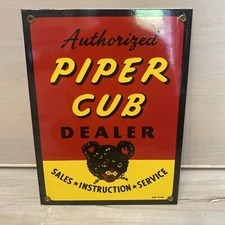 Authorized
PIPER
CUB
DEALER
SALES ★ INSTRUCTION ★ SERVICE